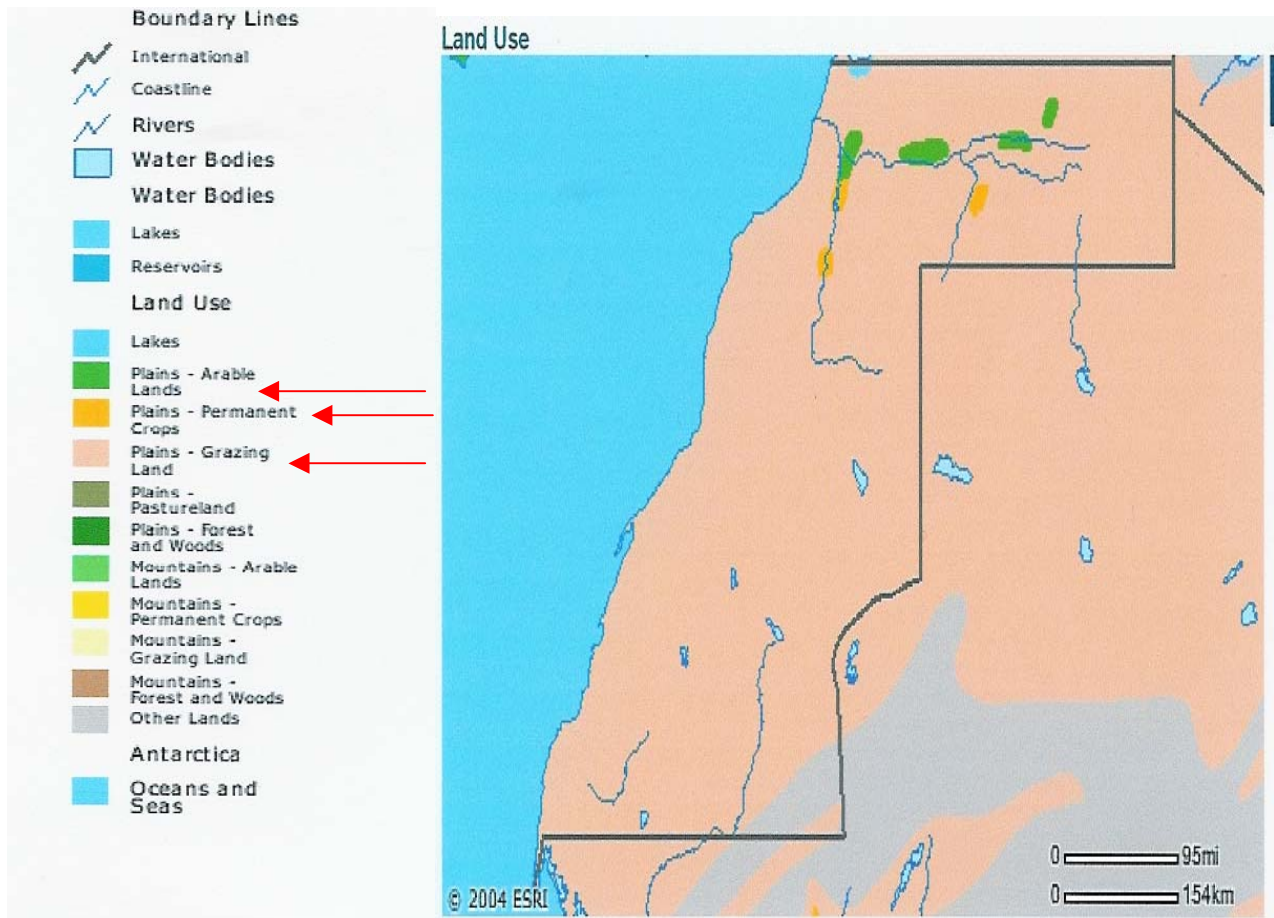 Boundary Lines
International
Coastline
Rivers
Water Bodies
Water Bodies
Lakes
Reservoirs
Land Use
Lakes
Plains - Arable
Lands
Plains - Permanent
Crops
Plains - Grazing
Land
Plains -
Pastureland
Plains - Forest
and Woods
Mountains - Arable
Lands
Mountains -
Permanent Crops
Mountains -
Grazing Land
Mountains -
Forest and Woods
Other Lands
Antarctica
Oceans and
Seas
Land Use
0 95mi
0 154km
© 2004 ESRI